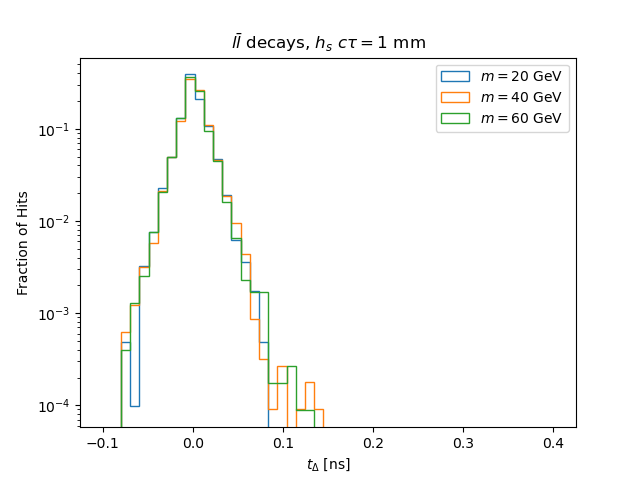 $l\bar{l}$ decays, $h_s$ $c\tau = 1$ mm
m = 20 GeV
m = 40 GeV
m = 60 GeV
Fraction of Hits
10⁻¹
10⁻²
10⁻³
10⁻⁴
−0.1 0.0 0.1 0.2 0.3 0.4
$t_\Delta$ [ns]